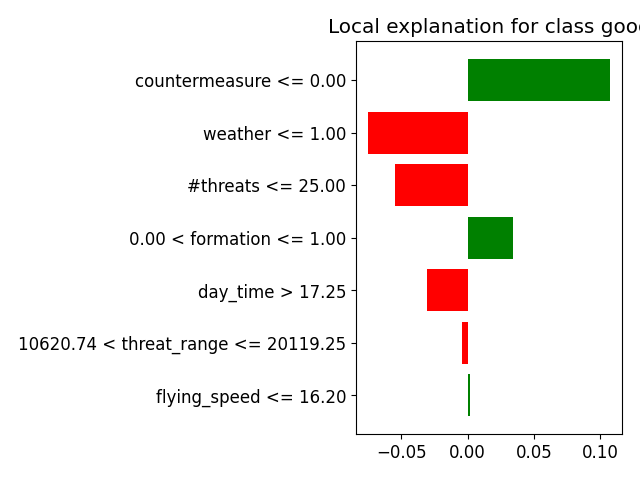 Local explanation for class good
countermeasure <= 0.00
weather <= 1.00
#threats <= 25.00
0.00 < formation <= 1.00
day_time > 17.25
10620.74 < threat_range <= 20119.25
flying_speed <= 16.20
−0.05 0.00 0.05 0.10